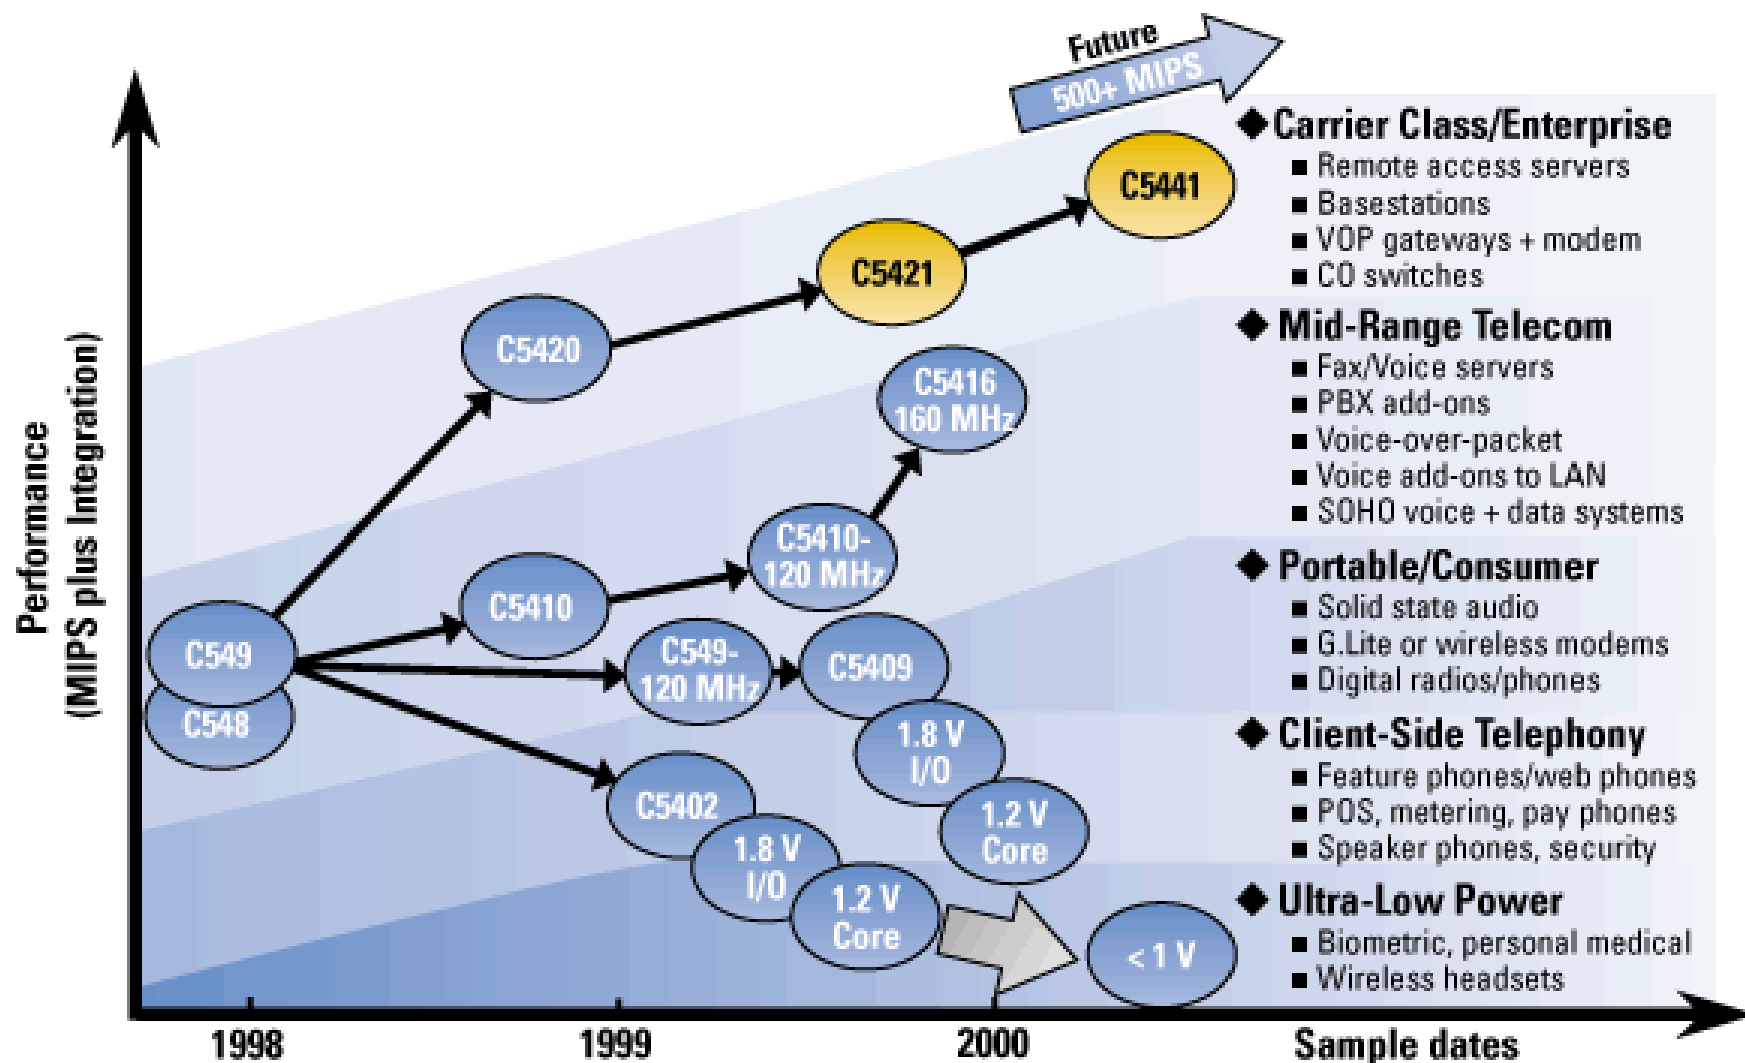 Future
500+ MIPS
Performance
(MIPS plus Integration)
◆ Carrier Class/Enterprise
■ Remote access servers
■ Basestations
■ VOP gateways + modem
■ CO switches
◆ Mid-Range Telecom
■ Fax/Voice servers
■ PBX add-ons
■ Voice-over-packet
■ Voice add-ons to LAN
■ SOHO voice + data systems
◆ Portable/Consumer
■ Solid state audio
■ G.Lite or wireless modems
■ Digital radios/phones
◆ Client-Side Telephony
■ Feature phones/web phones
■ POS, metering, pay phones
■ Speaker phones, security
◆ Ultra-Low Power
■ Biometric, personal medical
■ Wireless headsets
C5441
C5421
C5420
C5416
160 MHz
C5410-
120 MHz
C5410
C549
C548
C549-
120 MHz
C5409
1.8 V
I/O
1.2 V
Core
C5402
1.8 V
I/O
1.2 V
Core
< 1 V
1998
1999
2000
Sample dates